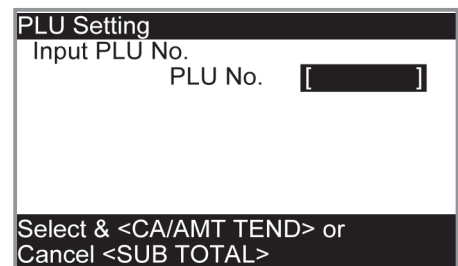 PLU Setting
Input PLU No.
PLU No. [ ]
Select & <CA/AMT TEND> or
Cancel <SUB TOTAL>